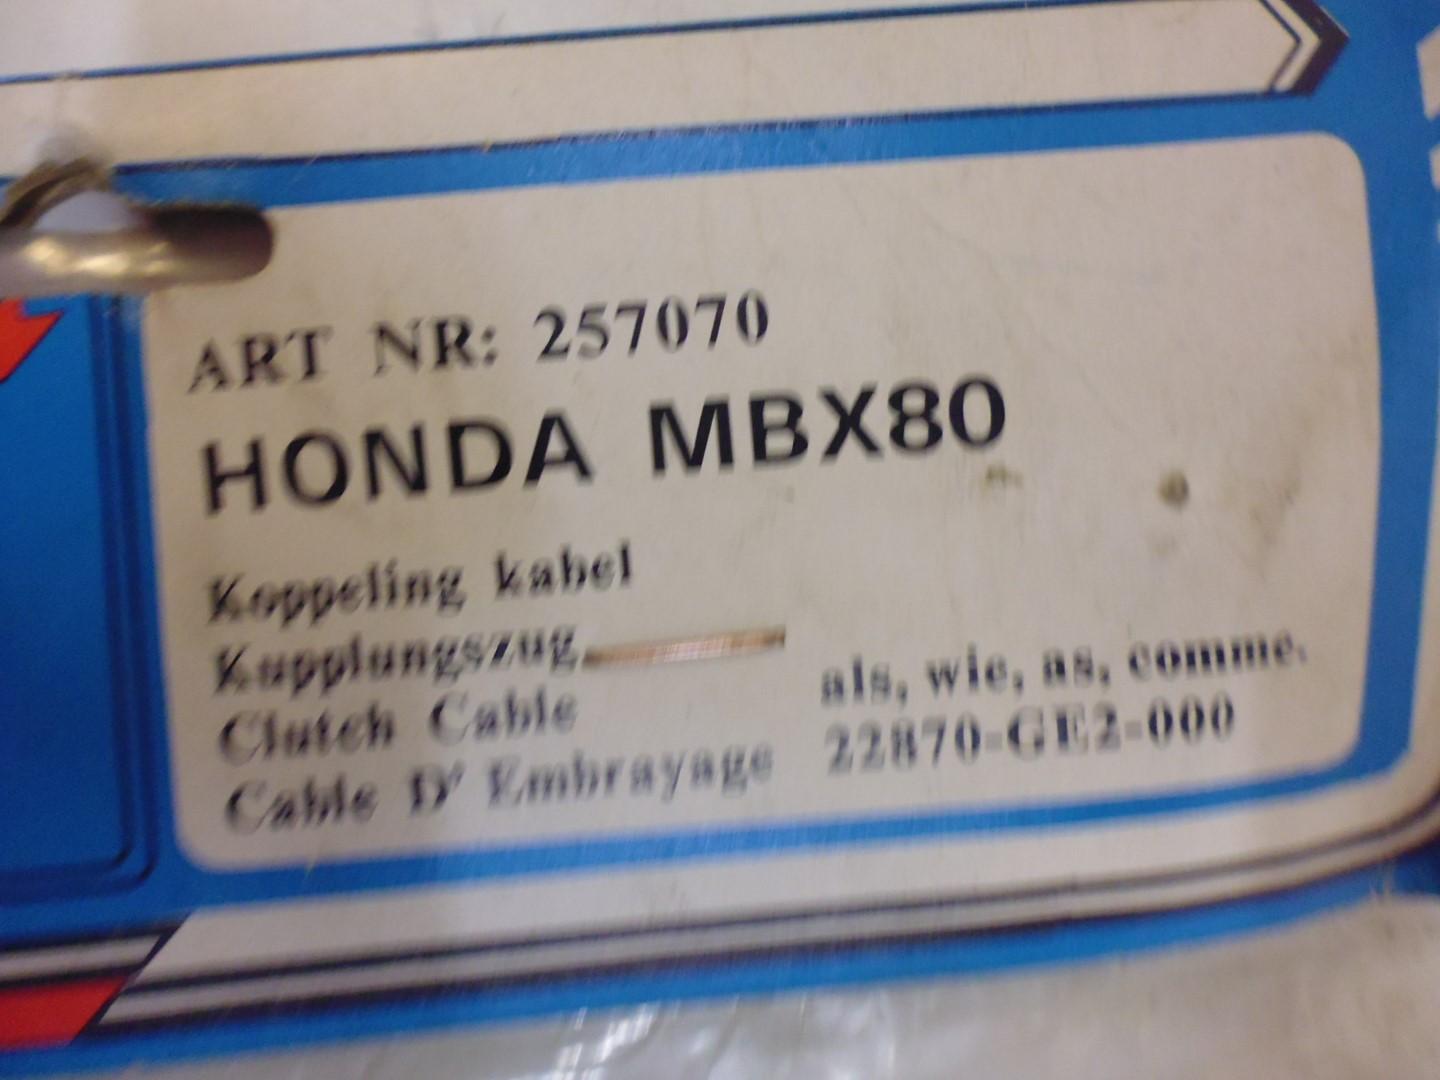 ART NR: 257070
HONDA MBX80
Koppeling kabel
Kupplungszug
Clutch Cable
Cable D' Embrayage
als, wie, as, comme.
22870-GE2-000